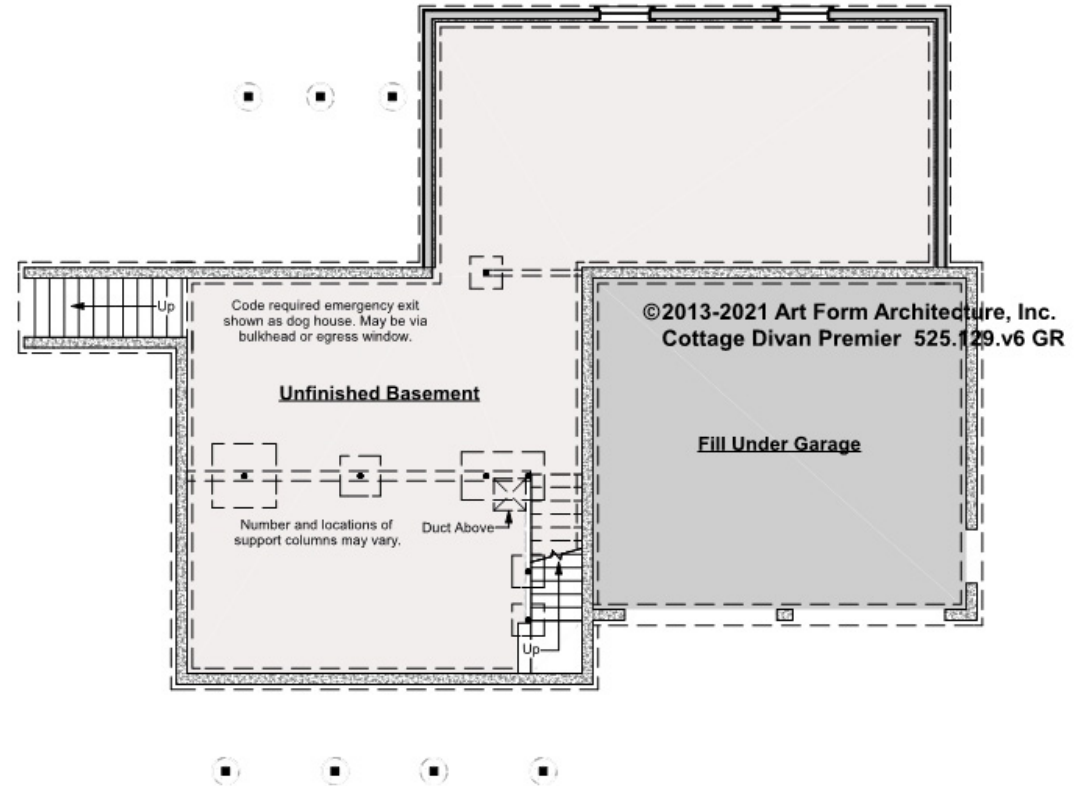 Up
Code required emergency exit
shown as dog house. May be via
bulkhead or egress window.
©2013-2021 Art Form Architecture, Inc.
Cottage Divan Premier 525.129.v6 GR
Unfinished Basement
Fill Under Garage
Number and locations of
support columns may vary.
Duct Above
Up